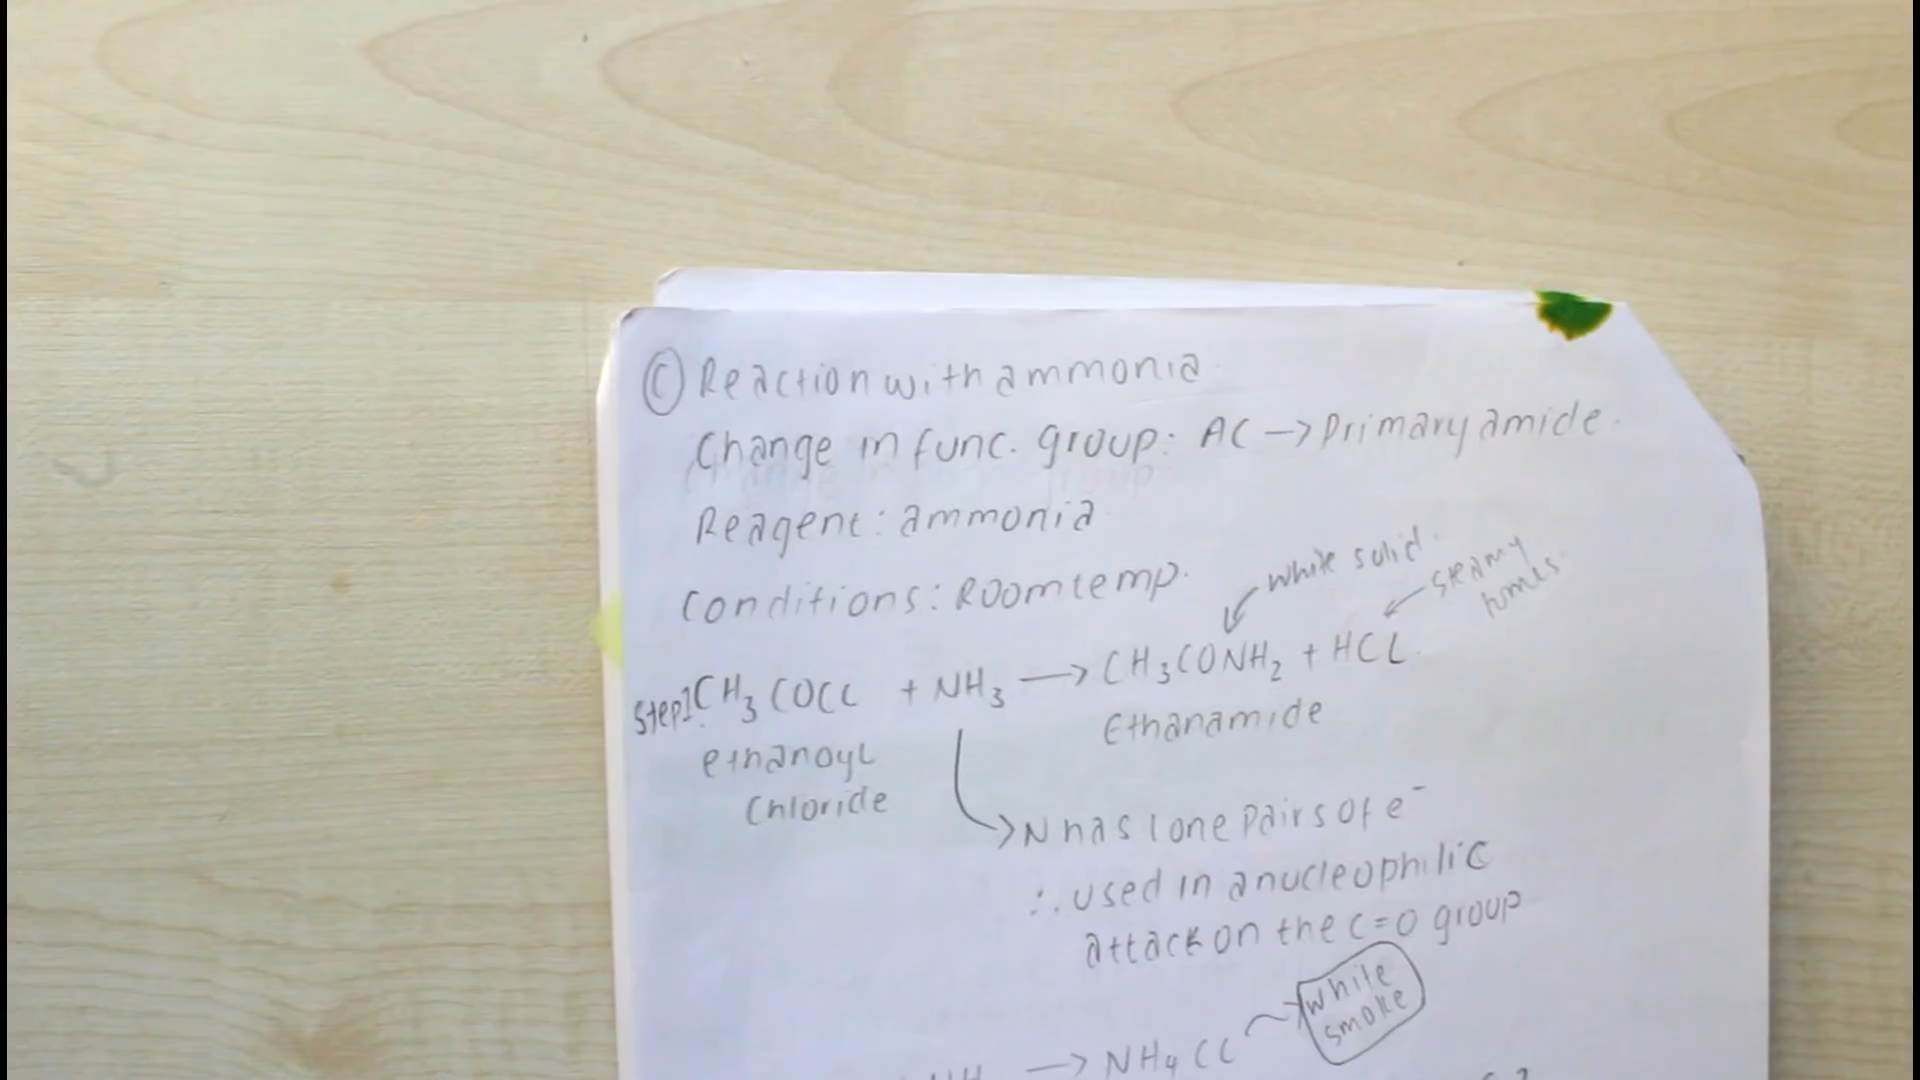 (C) Reaction with ammonia
Change in func. group: AC → Primary amide.
Reagent: ammonia
Conditions: Room temp.
white solid.
steamy fumes.
Step1 CH3COCl + NH3 → CH3CONH2 + HCl
ethanoyl chloride
Ethanamide
N has lone pairs of e-
∴ used in a nucleophilic
attack on the C=O group
white smoke
→ NH4Cl